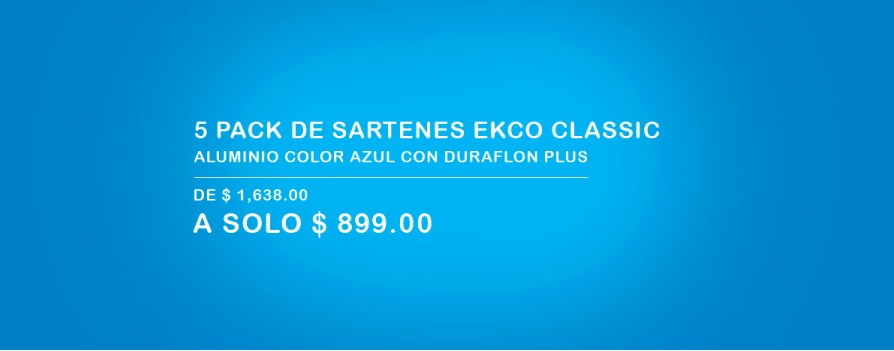 5 PACK DE SARTENES EKCO CLASSIC
ALUMINIO COLOR AZUL CON DURAFLON PLUS
DE $ 1,638.00
A SOLO $ 899.00